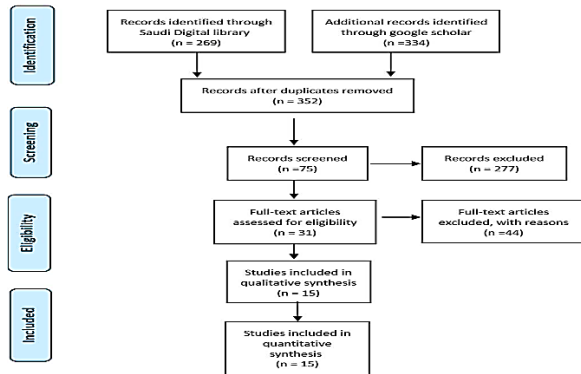 Identification
Records identified through
Saudi Digital library
(n = 269)
Additional records identified
through google scholar
(n =334)
Records after duplicates removed
(n = 352)
Screening
Records screened
(n =75)
Records excluded
(n = 277)
Eligibility
Full-text articles
assessed for eligibility
(n = 31)
Full-text articles
excluded, with reasons
(n =44)
Studies included in
qualitative synthesis
(n = 15)
Included
Studies included in
quantitative
synthesis
(n = 15)